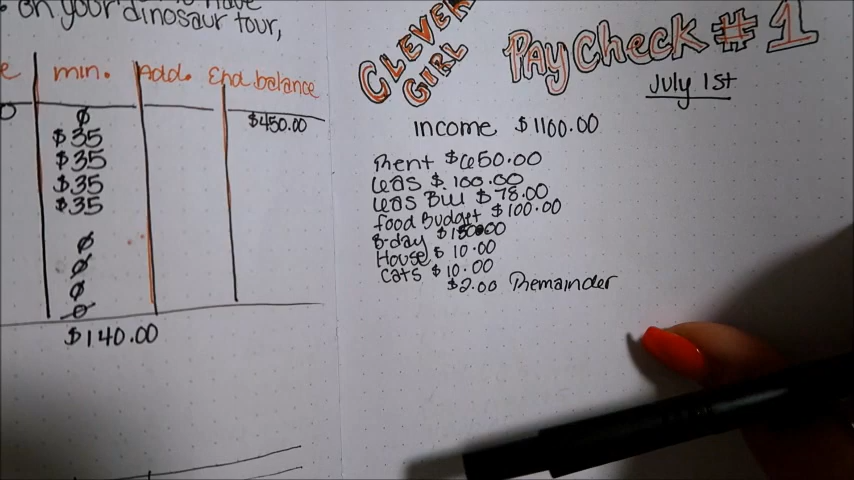 on your dinosaur tour,
min. Add. End balance
0 ø $450.00
$35
$35
$35
$35
ø
ø
ø
ø
$140.00
CLEVER
GIRL
PayCheck # 1
July 1st
income $1100.00
Rent $650.00
Gas $ 100.00
Gas Bill $ 78.00
Food Budget $100.00
B-day $150.00
House $ 10.00
Cats $ 10.00
$2.00 Remainder